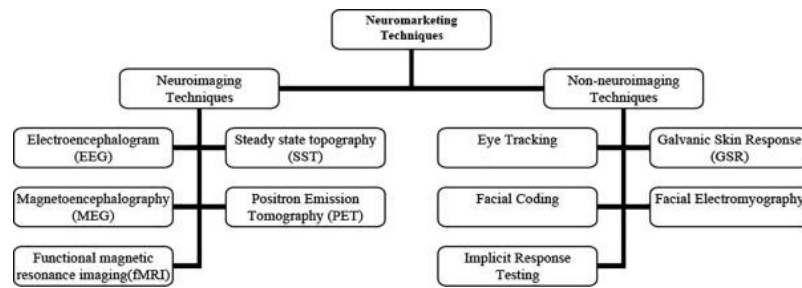 Neuromarketing
Techniques
Neuroimaging
Techniques
Non-neuroimaging
Techniques
Electroencephalogram
(EEG)
Steady state topography
(SST)
Magnetoencephalography
(MEG)
Positron Emission
Tomography (PET)
Functional magnetic
resonance imaging(fMRI)
Eye Tracking
Galvanic Skin Response
(GSR)
Facial Coding
Facial Electromyography
Implicit Response
Testing